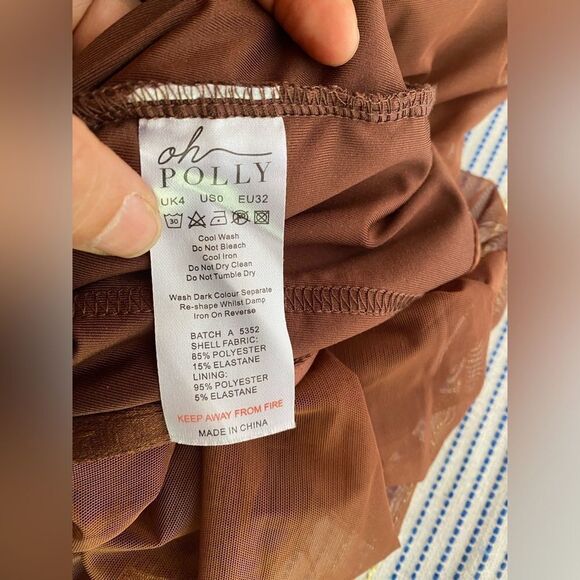 oh
POLLY
UK4 US0 EU32
30
Cool Wash
Do Not Bleach
Cool Iron
Do Not Dry Clean
Do Not Tumble Dry
Wash Dark Colour Separate
Re-shape Whilst Damp
Iron On Reverse
BATCH A 5352
SHELL FABRIC:
85% POLYESTER
15% ELASTANE
LINING:
95% POLYESTER
5% ELASTANE
KEEP AWAY FROM FIRE
MADE IN CHINA